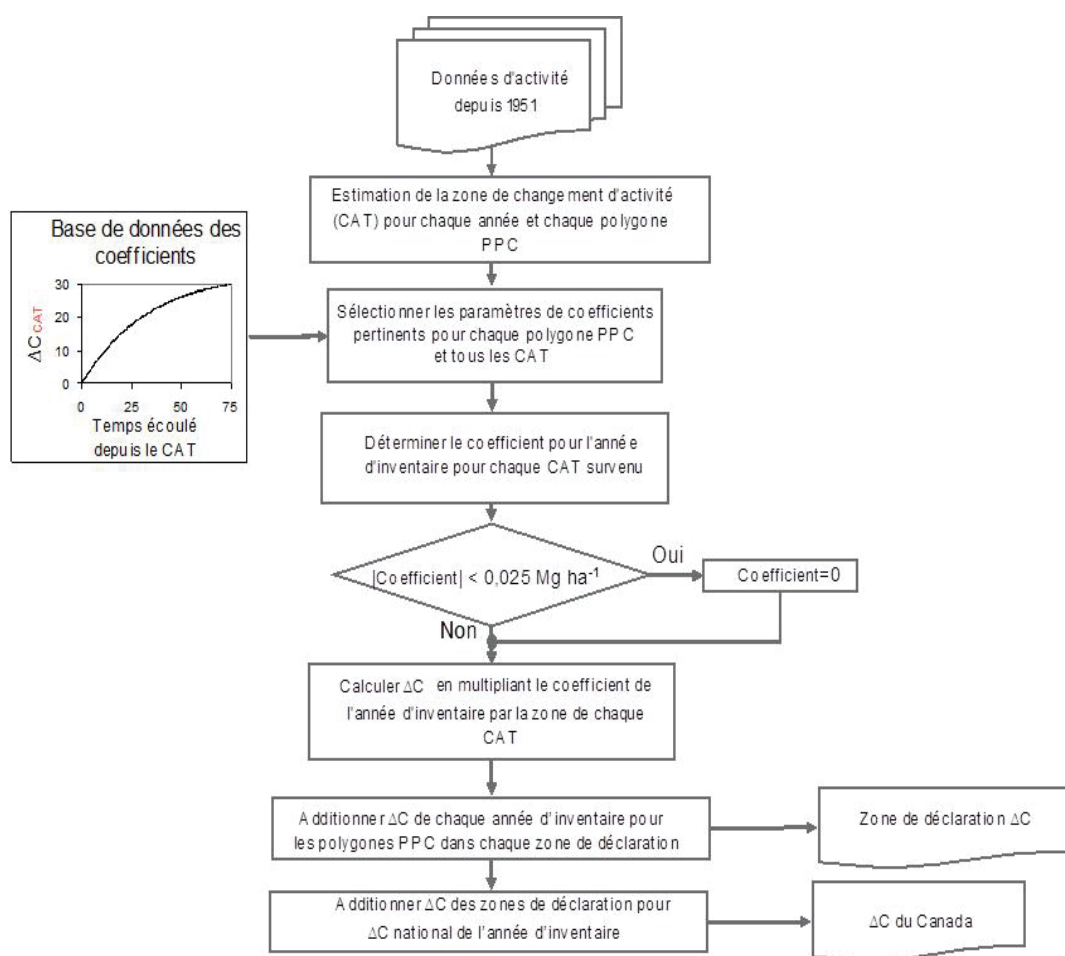 Données d'activité
depuis 1951
Estimation de la zone de changement d'activité
(CAT) pour chaque année et chaque polygone
PPC
Base de données des
coefficients
30
20
10
0
ΔC CAT
0 25 50 75
Temps écoulé
depuis le CAT
Sélectionner les paramètres de coefficients
pertinents pour chaque polygone PPC
et tous les CAT
Déterminer le coefficient pour l'année
d'inventaire pour chaque CAT survenu
|Coefficient| < 0,025 Mg ha⁻¹
Oui
Coefficient=0
Non
Calculer ΔC en multipliant le coefficient de
l'année d'inventaire par la zone de chaque
CAT
Additionner ΔC de chaque année d'inventaire pour
les polygones PPC dans chaque zone de déclaration
Zone de déclaration ΔC
Additionner ΔC des zones de déclaration pour
ΔC national de l'année d'inventaire
ΔC du Canada